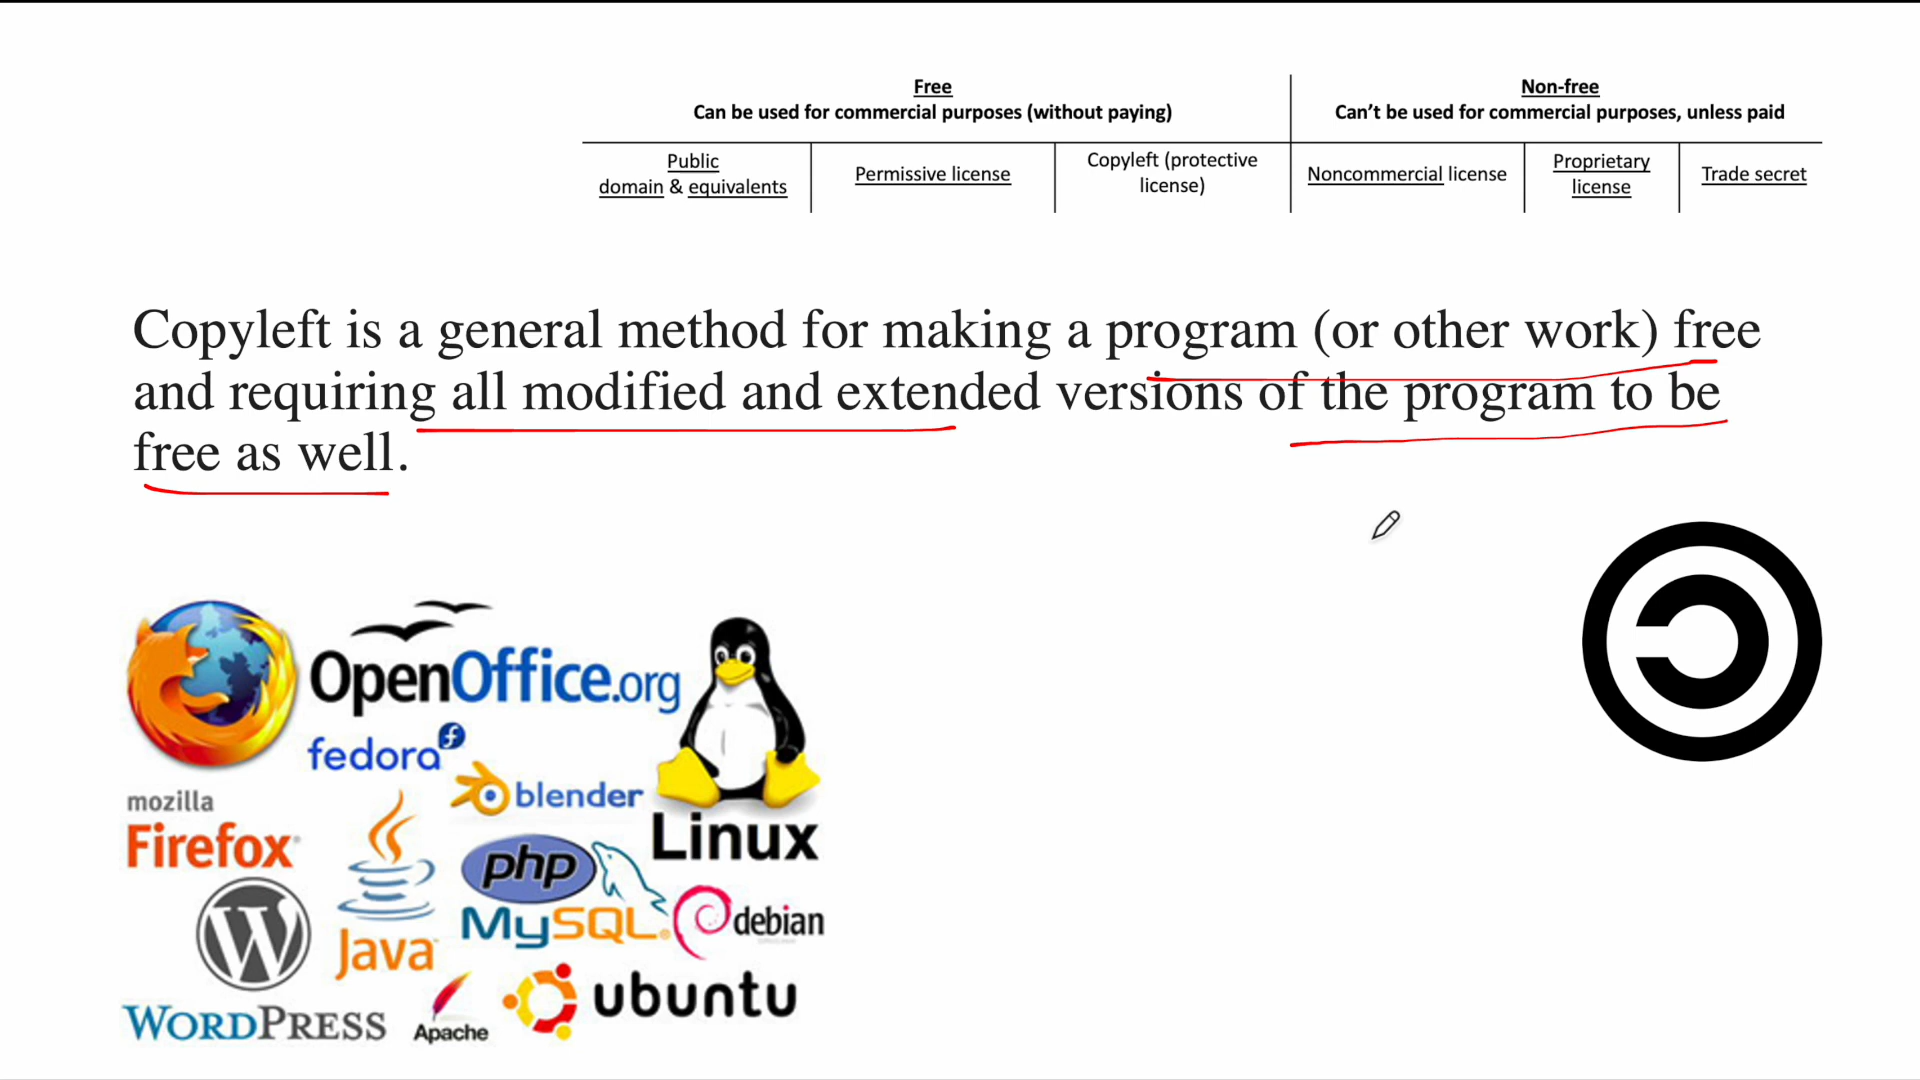 Free
Can be used for commercial purposes (without paying)
Non-free
Can’t be used for commercial purposes, unless paid
Public
domain & equivalents
Permissive license
Copyleft (protective
license)
Noncommercial license
Proprietary
license
Trade secret
Copyleft is a general method for making a program (or other work) free
and requiring all modified and extended versions of the program to be
free as well.
OpenOffice.org
fedora
blender
mozilla
Firefox
Linux
php
MySQL
debian
Java
WORDPRESS
Apache
ubuntu